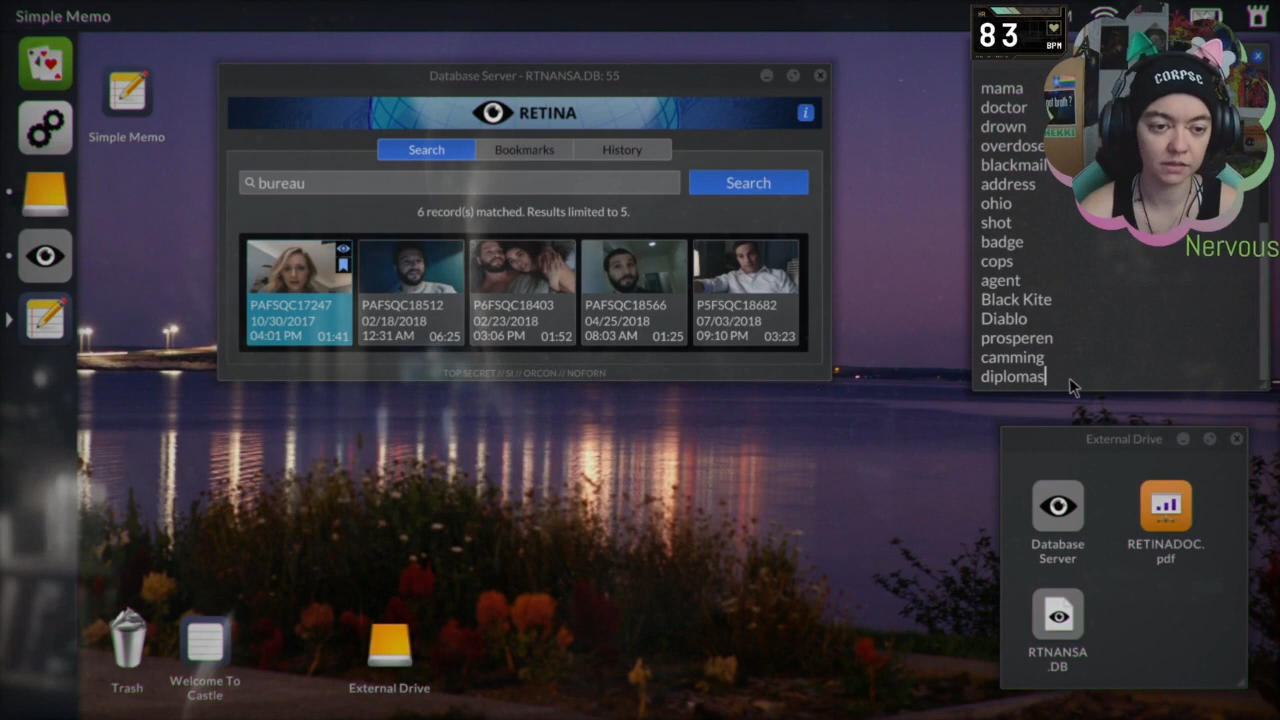 Simple Memo
Simple Memo
Database Server - RTNANSA.DB: 55
RETINA
i
Search
Bookmarks
History
bureau
Search
6 record(s) matched. Results limited to 5.
PAFSQC17247
10/30/2017
04:01 PM 01:41
PAFSQC18512
02/18/2018
12:31 AM 06:25
P6FSQC18403
02/23/2018
03:06 PM 01:52
PAFSQC18566
04/25/2018
08:03 AM 01:25
P5FSQC18682
07/03/2018
09:10 PM 03:23
TOP SECRET // SI // ORCON // NOFORN
HR
83
BPM
CORPSE
got broth ?
HEKKI
Nervous
mama
doctor
drown
overdose
blackmail
address
ohio
shot
badge
cops
agent
Black Kite
Diablo
prosperen
camming
diplomas
External Drive
Database
Server
RETINADOC.
pdf
RTNANSA
.DB
Trash
Welcome To
Castle
External Drive